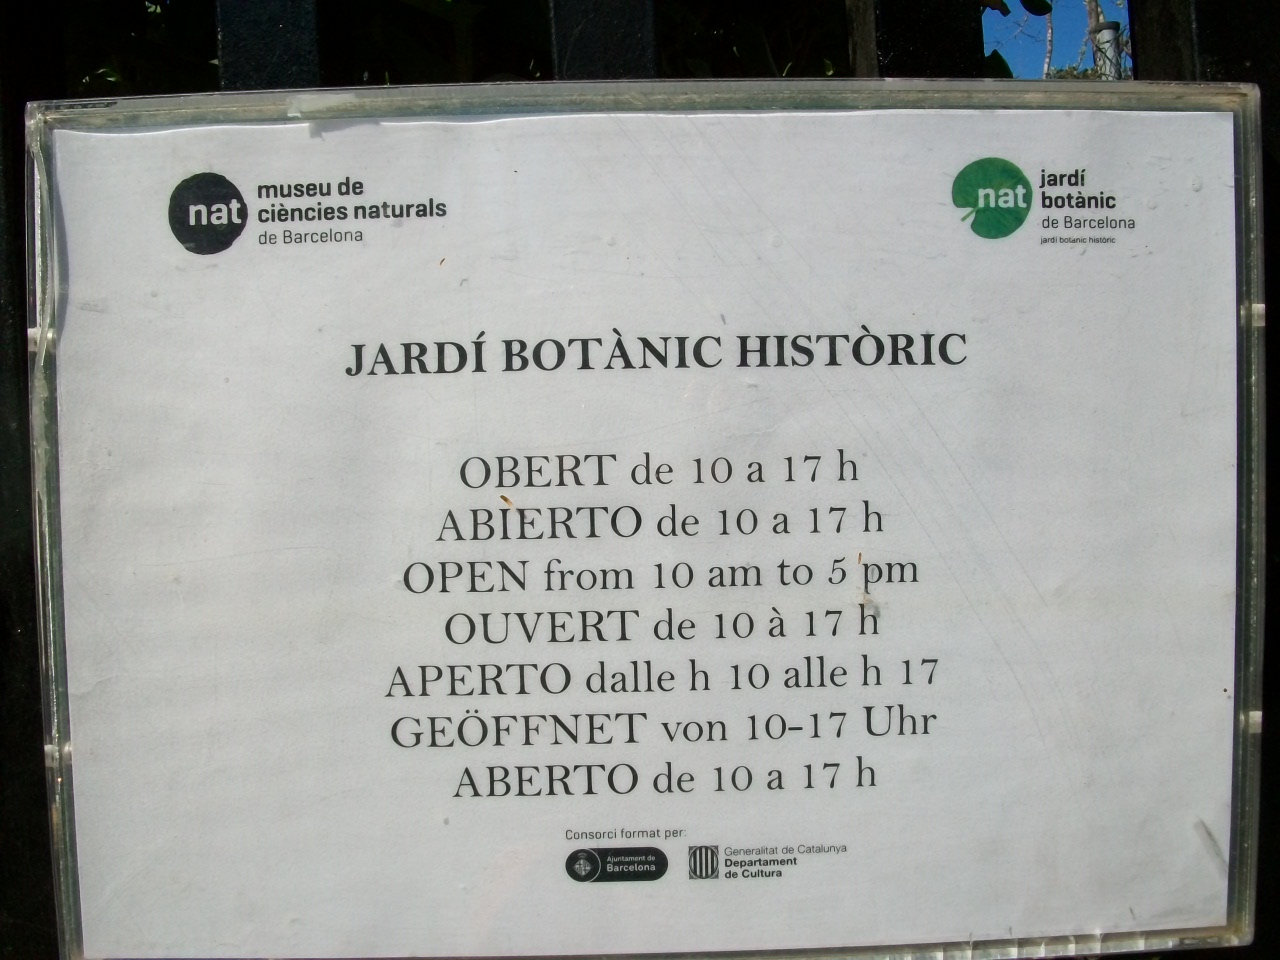 nat
museu de
ciències naturals
de Barcelona
nat
jardí
botànic
de Barcelona
jardí botànic històric
JARDÍ BOTÀNIC HISTÒRIC
OBERT de 10 a 17 h
ABIERTO de 10 a 17 h
OPEN from 10 am to 5 pm
OUVERT de 10 à 17 h
APERTO dalle h 10 alle h 17
GEÖFFNET von 10-17 Uhr
ABERTO de 10 a 17 h
Consorci format per:
Ajuntament de
Barcelona
Generalitat de Catalunya
Departament
de Cultura